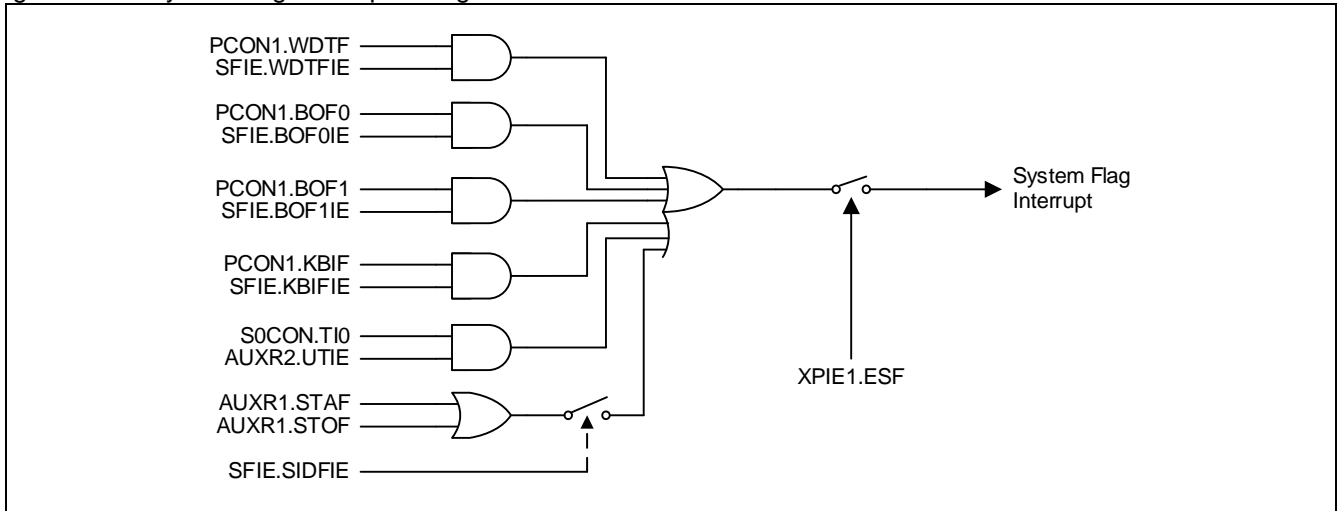 PCON1.WDTF
SFIE.WDTFIE
PCON1.BOF0
SFIE.BOF0IE
PCON1.BOF1
SFIE.BOF1IE
PCON1.KBIF
SFIE.KBIFIE
S0CON.TI0
AUXR2.UTIE
AUXR1.STAF
AUXR1.STOF
SFIE.SIDFIE
System Flag
Interrupt
XPIE1.ESF